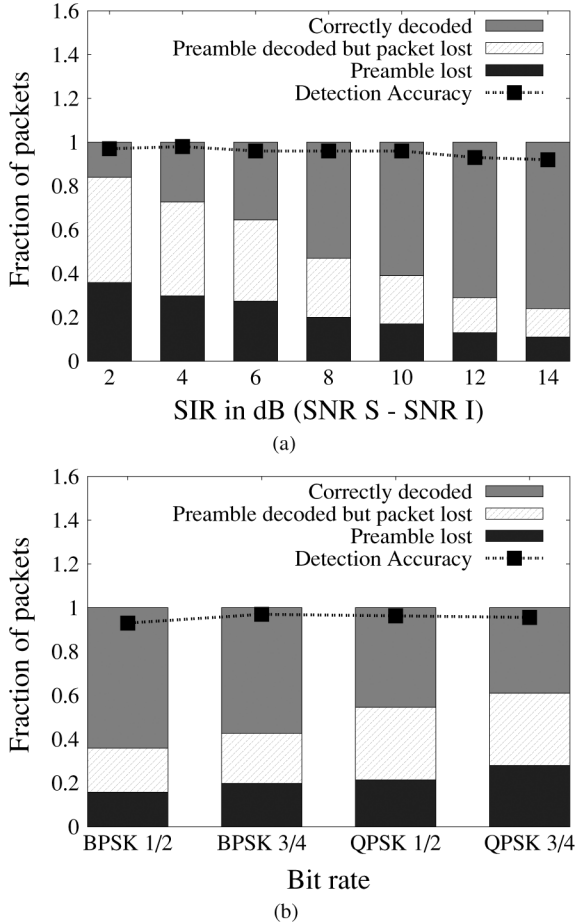 1.6
Correctly decoded
1.4
Preamble decoded but packet lost
Preamble lost
1.2
Detection Accuracy
1
0.8
0.6
0.4
0.2
0
Fraction of packets
2 4 6 8 10 12 14
SIR in dB (SNR S - SNR I)
(a)
1.6
Correctly decoded
1.4
Preamble decoded but packet lost
Preamble lost
1.2
Detection Accuracy
1
0.8
0.6
0.4
0.2
0
Fraction of packets
BPSK 1/2 BPSK 3/4 QPSK 1/2 QPSK 3/4
Bit rate
(b)